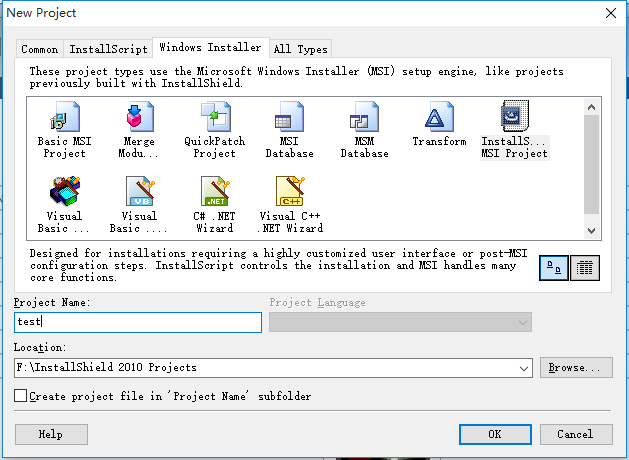 New Project
Common InstallScript Windows Installer All Types
These project types use the Microsoft Windows Installer (MSI) setup engine, like projects
previously built with InstallShield.
Basic MSI
Project
Merge
Modu...
QuickPatch
Project
MSI
Database
MSM
Database
Transform
InstallS...
MSI Project
Visual
Basic ...
VB
Visual
Basic ....
.NET
C# .NET
Wizard
C++
Visual C++
.NET Wizard
Designed for installations requiring a highly customized user interface or post-MSI
configuration steps. InstallScript controls the installation and MSI handles many
core functions.
Project Name:
Project Language
test
Location:
F:\InstallShield 2010 Projects
Browse...
Create project file in 'Project Name' subfolder
Help
OK
Cancel